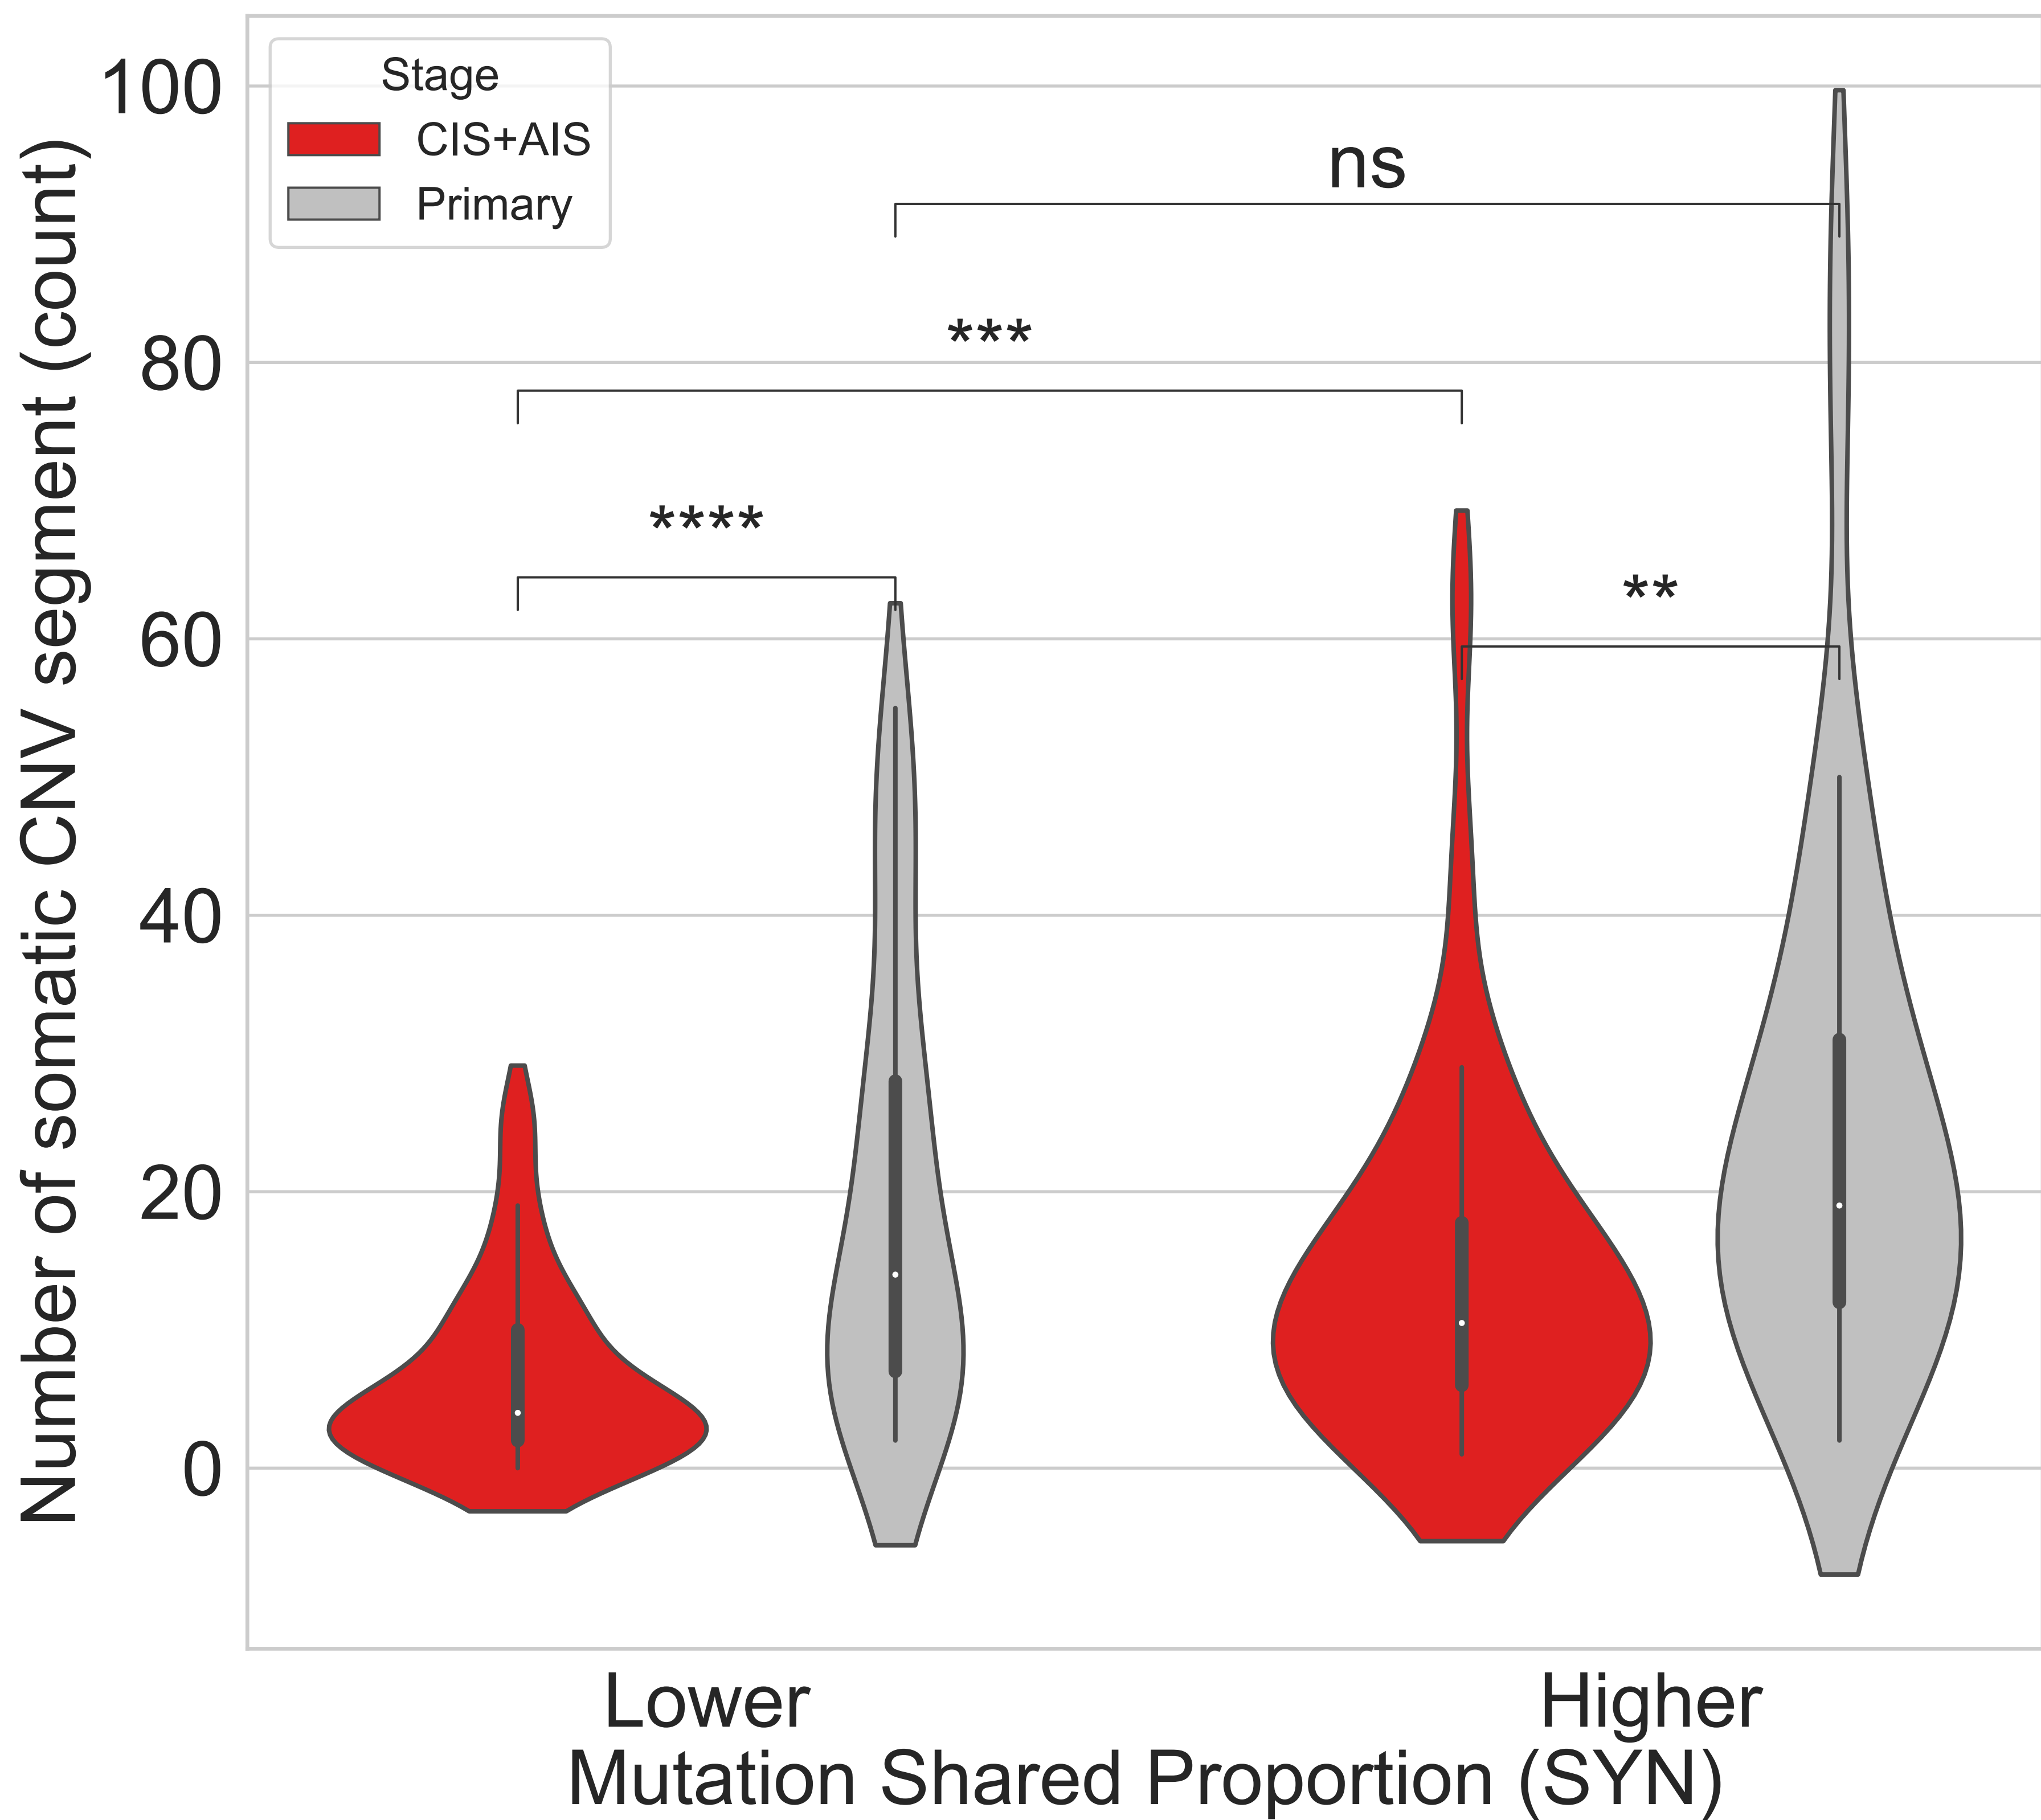 Number of somatic CNV segment (count)
100
80
60
40
20
0
Stage
CIS+AIS
Primary
ns
***
****
**
Lower
Higher
Mutation Shared Proportion (SYN)